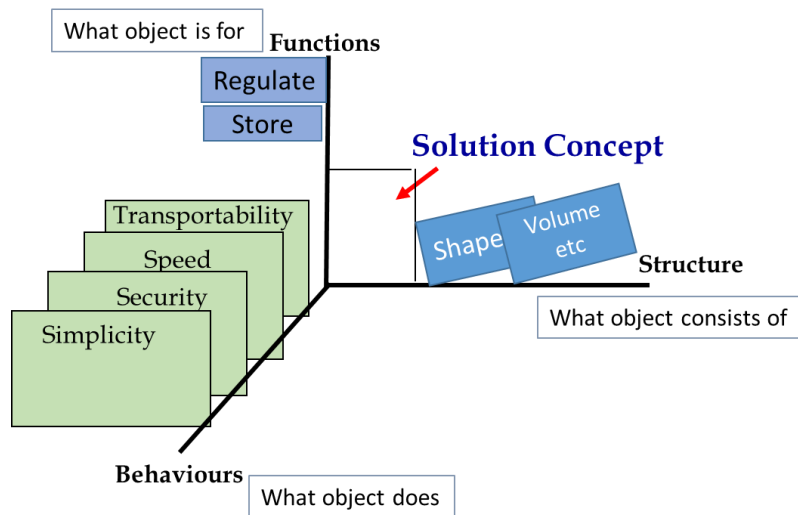 What object is for
Functions
Regulate
Store
Solution Concept
Transportability
Speed
Security
Simplicity
Shape
Volume
etc
Structure
What object consists of
Behaviours
What object does